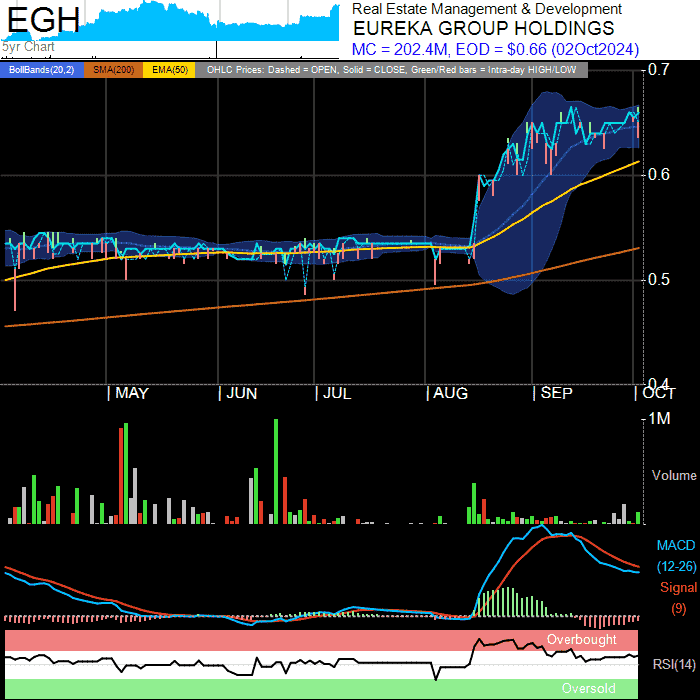 EGH
5yr Chart
Real Estate Management & Development
EUREKA GROUP HOLDINGS
MC = 202.4M, EOD = $0.66 (02Oct2024)
BollBands(20,2) SMA(200) EMA(50) OHLC Prices: Dashed = OPEN, Solid = CLOSE, Green/Red bars = Intra-day HIGH/LOW
0.7
0.6
0.5
0.4
MAY JUN JUL AUG SEP OCT
1M
Volume
MACD
(12-26)
Signal
(9)
Overbought
RSI(14)
Oversold